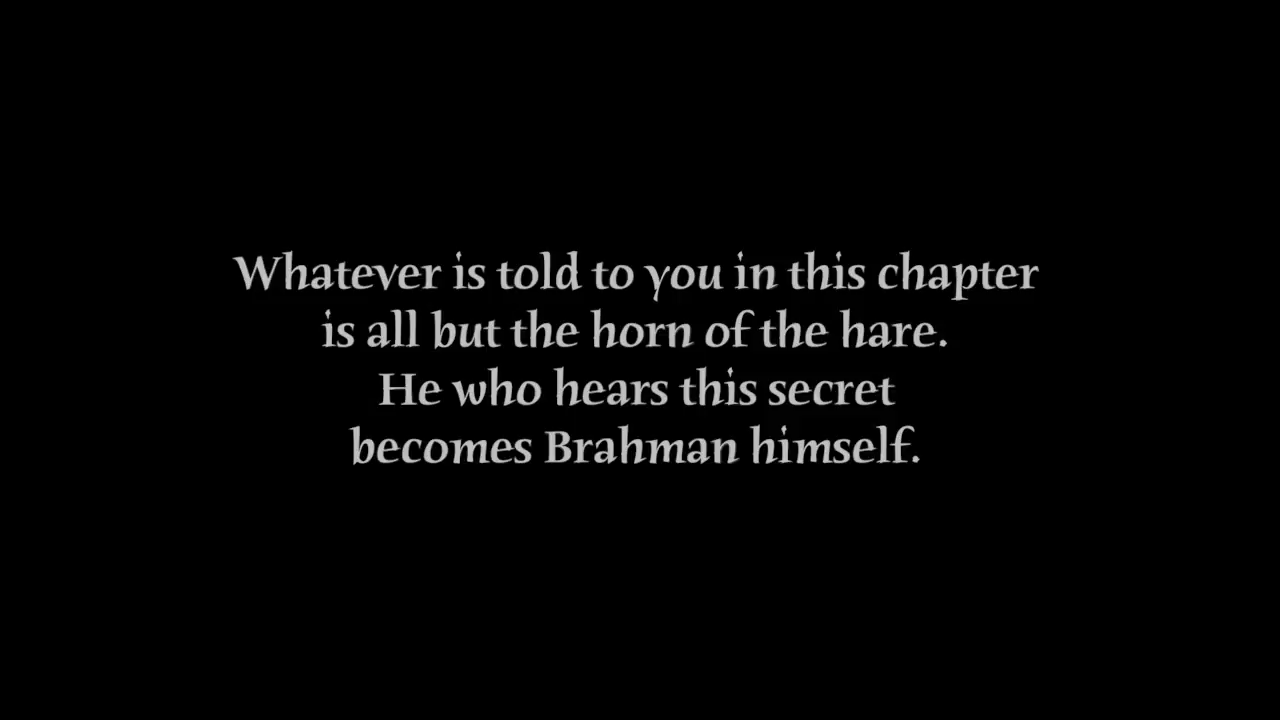 Whatever is told to you in this chapter
is all but the horn of the hare.
He who hears this secret
becomes Brahman himself.